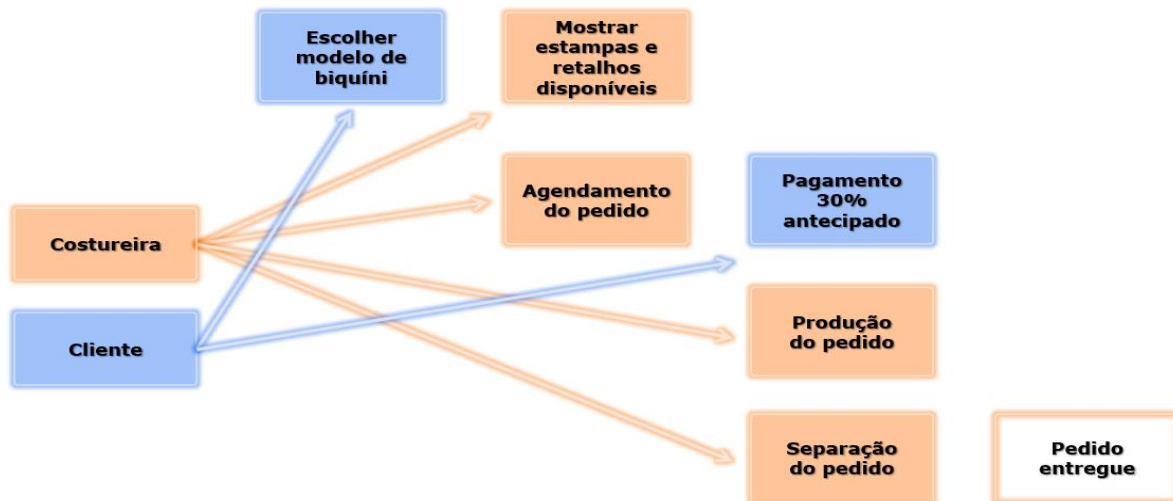 Escolher
modelo de
biquíni
Mostrar
estampas e
retalhos
disponíveis
Agendamento
do pedido
Pagamento
30%
antecipado
Costureira
Cliente
Produção
do pedido
Separação
do pedido
Pedido
entregue